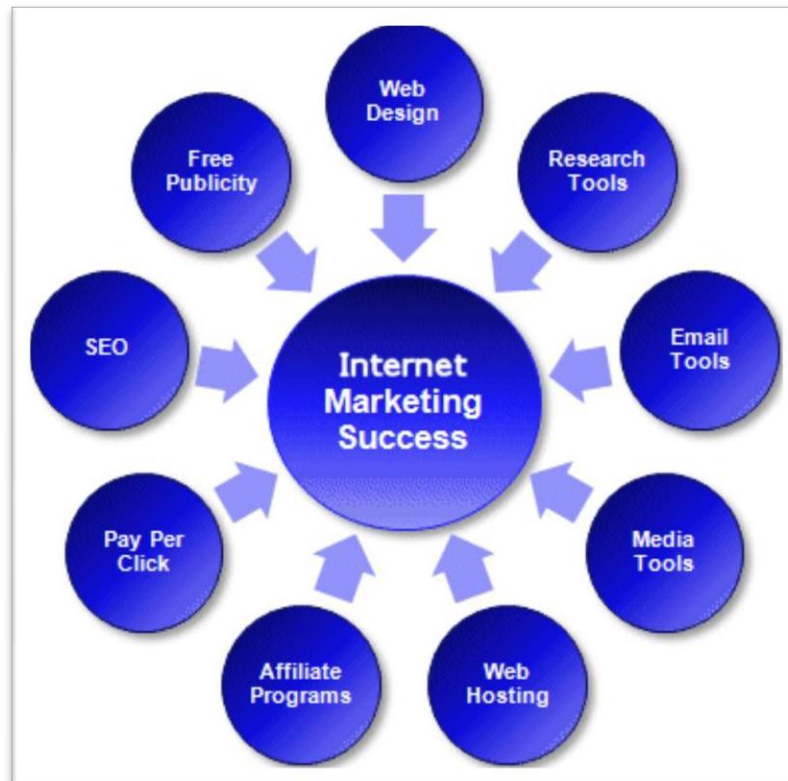 Web
Design
Research
Tools
Email
Tools
Media
Tools
Web
Hosting
Affiliate
Programs
Pay Per
Click
SEO
Free
Publicity
Internet
Marketing
Success